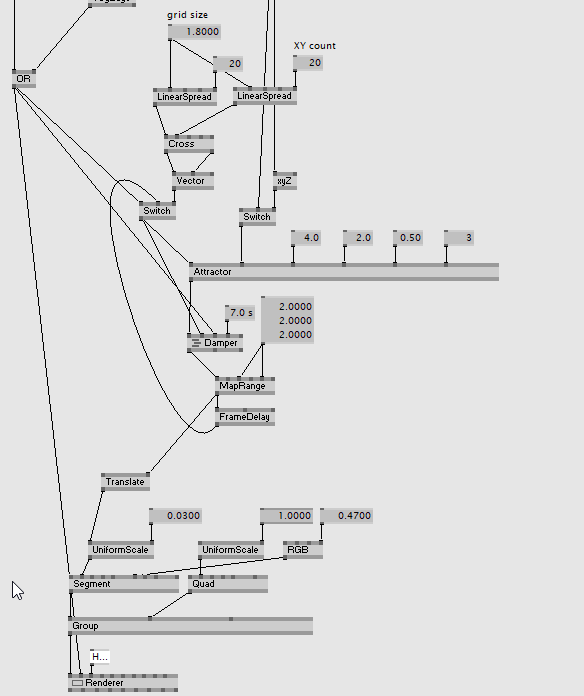 grid size
1.8000
XY count
20
20
OR
LinearSpread
LinearSpread
Cross
Vector
xyZ
Switch
Switch
4.0
2.0
0.50
3
Attractor
7.0 s
2.0000
2.0000
2.0000
Damper
MapRange
FrameDelay
Translate
0.0300
1.0000
0.4700
UniformScale
UniformScale
RGB
Segment
Quad
Group
H...
Renderer